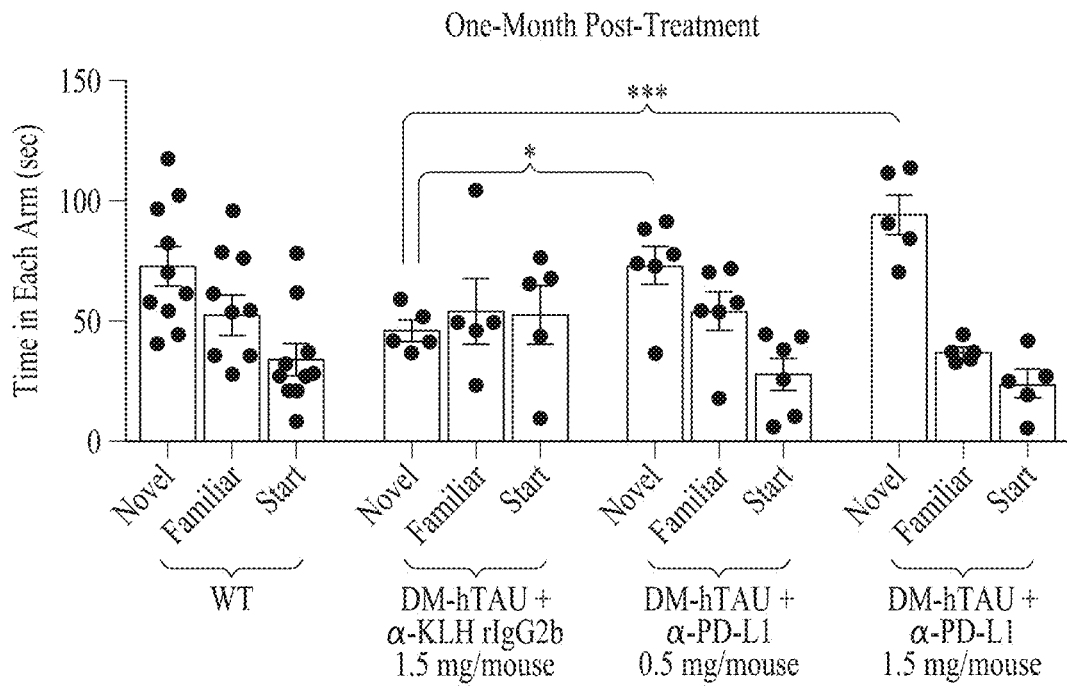 One-Month Post-Treatment
Time in Each Arm (sec)
150
100
50
0
***
*
Novel
Familiar
Start
Novel
Familiar
Start
Novel
Familiar
Start
Novel
Familiar
Start
WT
DM-hTAU +
α-KLH rIgG2b
1.5 mg/mouse
DM-hTAU +
α-PD-L1
0.5 mg/mouse
DM-hTAU +
α-PD-L1
1.5 mg/mouse